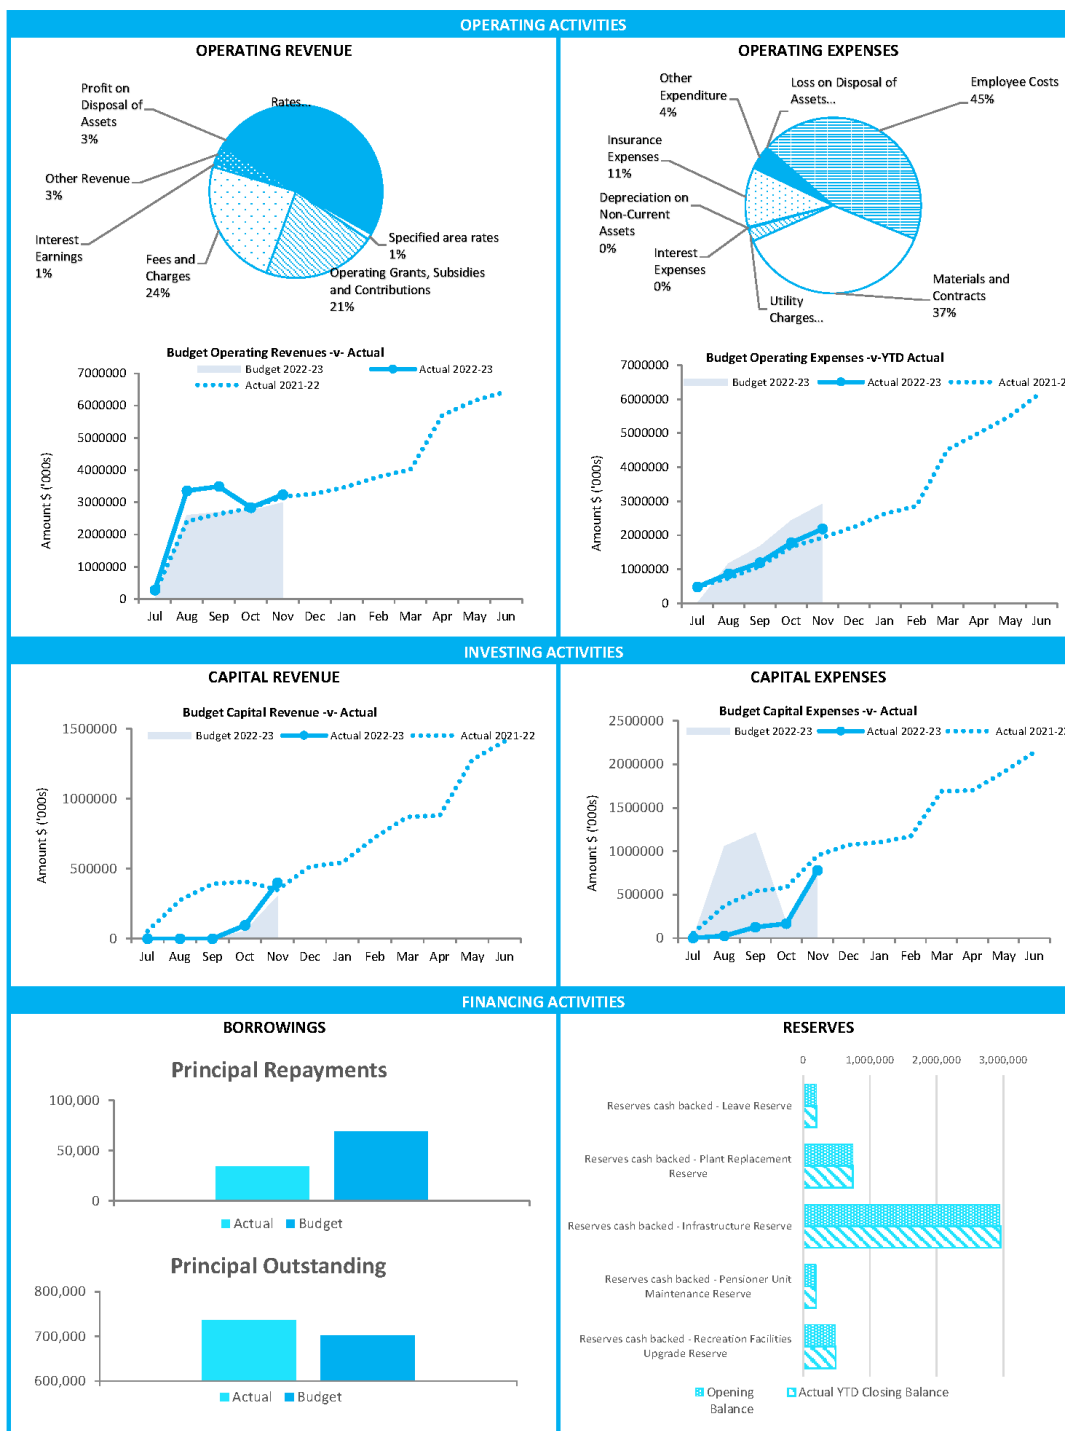 OPERATING ACTIVITIES
OPERATING REVENUE
Profit on
Disposal of
Assets
3%
Rates...
Other Revenue
3%
Interest
Earnings
1%
Fees and
Charges
24%
Specified area rates
1%
Operating Grants, Subsidies
and Contributions
21%
OPERATING EXPENSES
Other
Expenditure
4%
Loss on Disposal of
Assets...
Employee Costs
45%
Insurance
Expenses
11%
Depreciation on
Non-Current
Assets
0%
Interest
Expenses
0%
Utility
Charges...
Materials and
Contracts
37%
Budget Operating Revenues -v- Actual
Budget 2022-23
Actual 2022-23
Actual 2021-22
Amount $ ('000s)
7000000
6000000
5000000
4000000
3000000
2000000
1000000
0
Jul Aug Sep Oct Nov Dec Jan Feb Mar Apr May Jun
Budget Operating Expenses -v-YTD Actual
Budget 2022-23
Actual 2022-23
Actual 2021-2
Amount $ ('000s)
7000000
6000000
5000000
4000000
3000000
2000000
1000000
0
Jul Aug Sep Oct Nov Dec Jan Feb Mar Apr May Jun
INVESTING ACTIVITIES
CAPITAL REVENUE
Budget Capital Revenue -v- Actual
Budget 2022-23
Actual 2022-23
Actual 2021-22
Amount $ ('000s)
1500000
1000000
500000
0
Jul Aug Sep Oct Nov Dec Jan Feb Mar Apr May Jun
CAPITAL EXPENSES
Budget Capital Expenses -v- Actual
Budget 2022-23
Actual 2022-23
Actual 2021-22
Amount $ ('000s)
2500000
2000000
1500000
1000000
500000
0
Jul Aug Sep Oct Nov Dec Jan Feb Mar Apr May Jun
FINANCING ACTIVITIES
BORROWINGS
Principal Repayments
100,000
50,000
0
Actual Budget
Principal Outstanding
800,000
700,000
600,000
Actual Budget
RESERVES
0 1,000,000 2,000,000 3,000,000
Reserves cash backed - Leave Reserve
Reserves cash backed - Plant Replacement
Reserve
Reserves cash backed - Infrastructure Reserve
Reserves cash backed - Pensioner Unit
Maintenance Reserve
Reserves cash backed - Recreation Facilities
Upgrade Reserve
Opening
Balance
Actual YTD Closing Balance